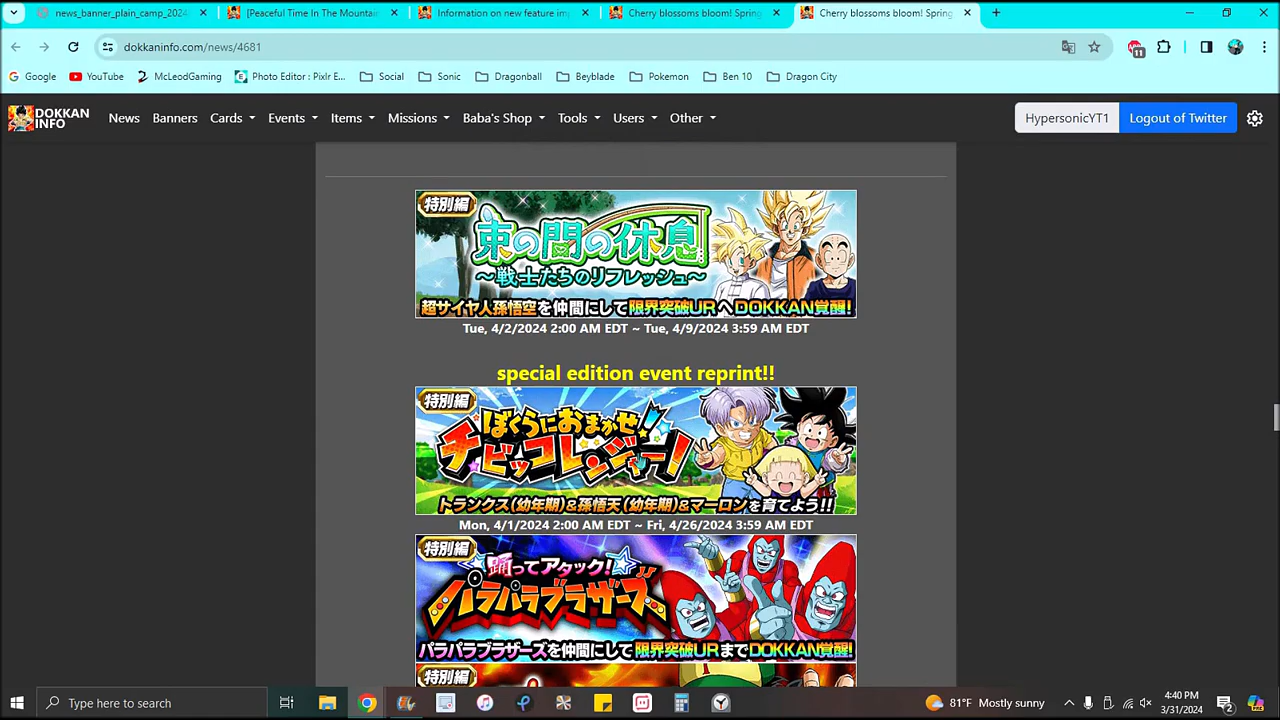 news_banner_plain_camp_2024
[Peaceful Time In The Mountain
Information on new feature imp
Cherry blossoms bloom! Spring
Cherry blossoms bloom! Spring
dokkaninfo.com/news/4681
11
Google
YouTube
McLeodGaming
Photo Editor : Pixlr E...
Social
Sonic
Dragonball
Beyblade
Pokemon
Ben 10
Dragon City
DOKKAN
INFO
News
Banners
Cards
Events
Items
Missions
Baba's Shop
Tools
Users
Other
HypersonicYT1
Logout of Twitter
特別編
束の間の休息
～戦士たちのリフレッシュ～
超サイヤ人孫悟空を仲間にして限界突破URへDOKKAN覚醒!
Tue, 4/2/2024 2:00 AM EDT ~ Tue, 4/9/2024 3:59 AM EDT
special edition event reprint!!
特別編
ぼくらにおまかせ!
チビッコレンジャー!
トランクス(幼年期)&孫悟天(幼年期)&マーロンを育てよう!!
Mon, 4/1/2024 2:00 AM EDT ~ Fri, 4/26/2024 3:59 AM EDT
特別編
踊ってアタック!
パラパラブラザーズ
パラパラブラザーズを仲間にして限界突破URまでDOKKAN覚醒!
特別編
Type here to search
81°F Mostly sunny
4:40 PM
3/31/2024
2